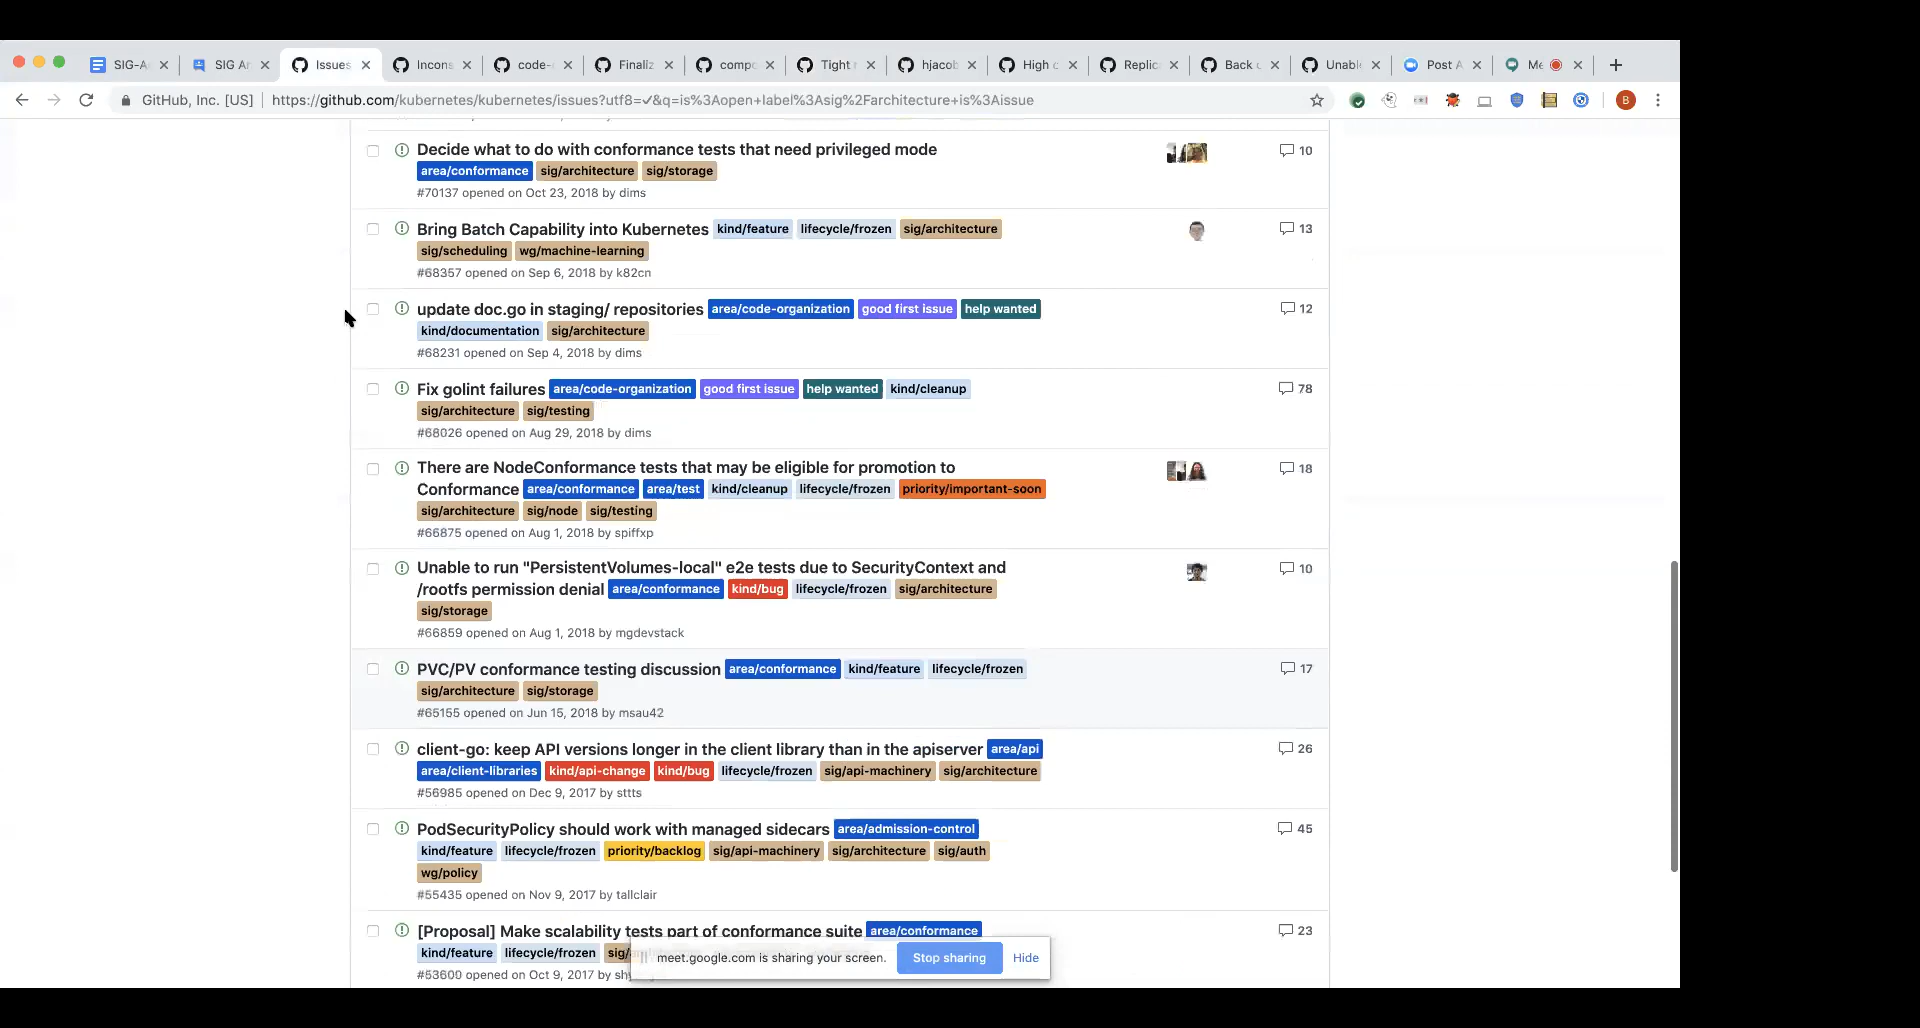 SIG-A
SIG Ar
Issues
Incons
code-
Finaliz
compo
Tight r
hjacob
High c
Replic
Back o
Unabl
Post A
Me
GitHub, Inc. [US]
https://github.com/kubernetes/kubernetes/issues?utf8=✓&q=is%3Aopen+label%3Asig%2Farchitecture+is%3Aissue
B
Decide what to do with conformance tests that need privileged mode
10
area/conformance sig/architecture sig/storage
#70137 opened on Oct 23, 2018 by dims
Bring Batch Capability into Kubernetes kind/feature lifecycle/frozen sig/architecture
13
sig/scheduling wg/machine-learning
#68357 opened on Sep 6, 2018 by k82cn
update doc.go in staging/ repositories area/code-organization good first issue help wanted
12
kind/documentation sig/architecture
#68231 opened on Sep 4, 2018 by dims
Fix golint failures area/code-organization good first issue help wanted kind/cleanup
78
sig/architecture sig/testing
#68026 opened on Aug 29, 2018 by dims
There are NodeConformance tests that may be eligible for promotion to
18
Conformance area/conformance area/test kind/cleanup lifecycle/frozen priority/important-soon
sig/architecture sig/node sig/testing
#66875 opened on Aug 1, 2018 by spiffxp
Unable to run "PersistentVolumes-local" e2e tests due to SecurityContext and
10
/rootfs permission denial area/conformance kind/bug lifecycle/frozen sig/architecture
sig/storage
#66859 opened on Aug 1, 2018 by mgdevstack
PVC/PV conformance testing discussion area/conformance kind/feature lifecycle/frozen
17
sig/architecture sig/storage
#65155 opened on Jun 15, 2018 by msau42
client-go: keep API versions longer in the client library than in the apiserver area/api
26
area/client-libraries kind/api-change kind/bug lifecycle/frozen sig/api-machinery sig/architecture
#56985 opened on Dec 9, 2017 by sttts
PodSecurityPolicy should work with managed sidecars area/admission-control
45
kind/feature lifecycle/frozen priority/backlog sig/api-machinery sig/architecture sig/auth
wg/policy
#55435 opened on Nov 9, 2017 by tallclair
[Proposal] Make scalability tests part of conformance suite area/conformance
23
kind/feature lifecycle/frozen sig/
#53600 opened on Oct 9, 2017 by
meet.google.com is sharing your screen.
Stop sharing
Hide